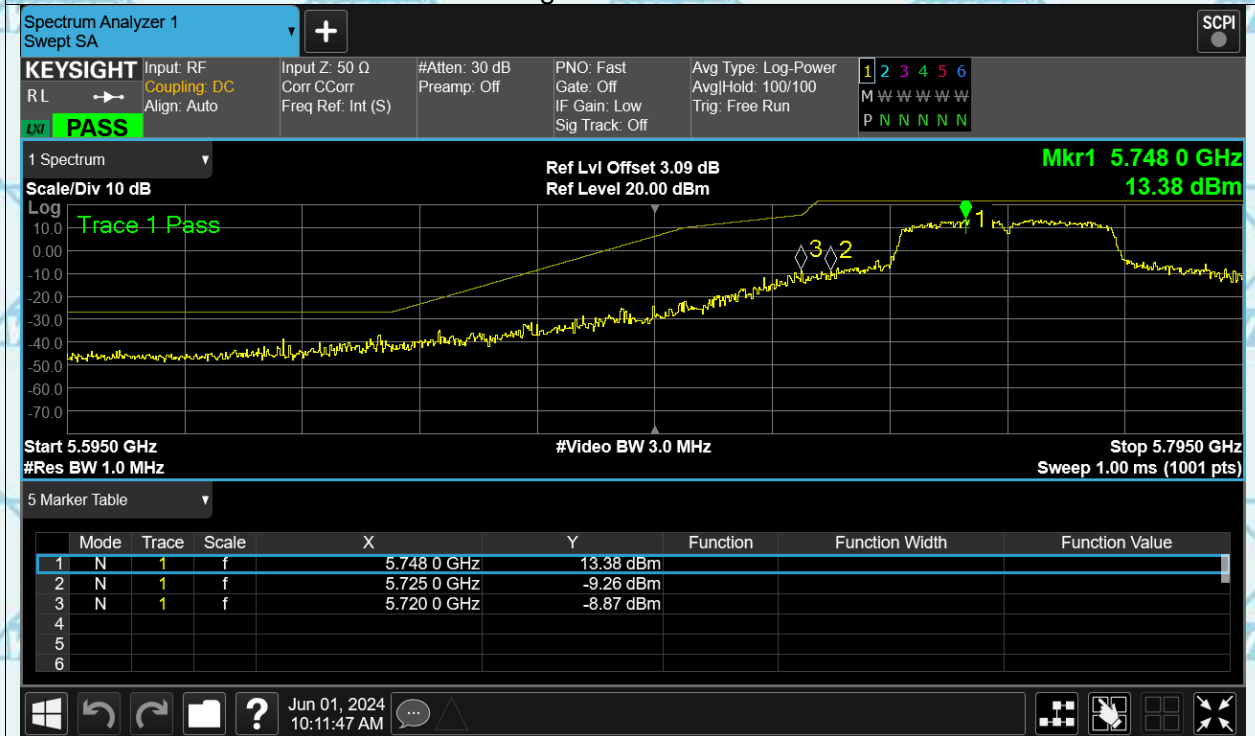 Spectrum Analyzer 1
Swept SA
SCPI
KEYSIGHT Input: RF Input Z: 50 Ω #Atten: 30 dB PNO: Fast Avg Type: Log-Power 1 2 3 4 5 6
R L Coupling: DC Corr CCorr Preamp: Off Gate: Off Avg|Hold: 100/100 M W W W W W W
Align: Auto Freq Ref: Int (S) IF Gain: Low Trig: Free Run
LXI PASS Sig Track: Off P N N N N N N
1 Spectrum
Ref Lvl Offset 3.09 dB Mkr1 5.748 0 GHz
Scale/Div 10 dB Ref Level 20.00 dBm 13.38 dBm
Log
Trace 1 Pass
10.0
0.00
-10.0
-20.0
-30.0
-40.0
-50.0
-60.0
-70.0
3 2 1
Start 5.5950 GHz #Video BW 3.0 MHz Stop 5.7950 GHz
#Res BW 1.0 MHz Sweep 1.00 ms (1001 pts)
5 Marker Table
Mode Trace Scale X Y Function Function Width Function Value
1 N 1 f 5.748 0 GHz 13.38 dBm
2 N 1 f 5.725 0 GHz -9.26 dBm
3 N 1 f 5.720 0 GHz -8.87 dBm
4
5
6
? Jun 01, 2024
10:11:47 AM